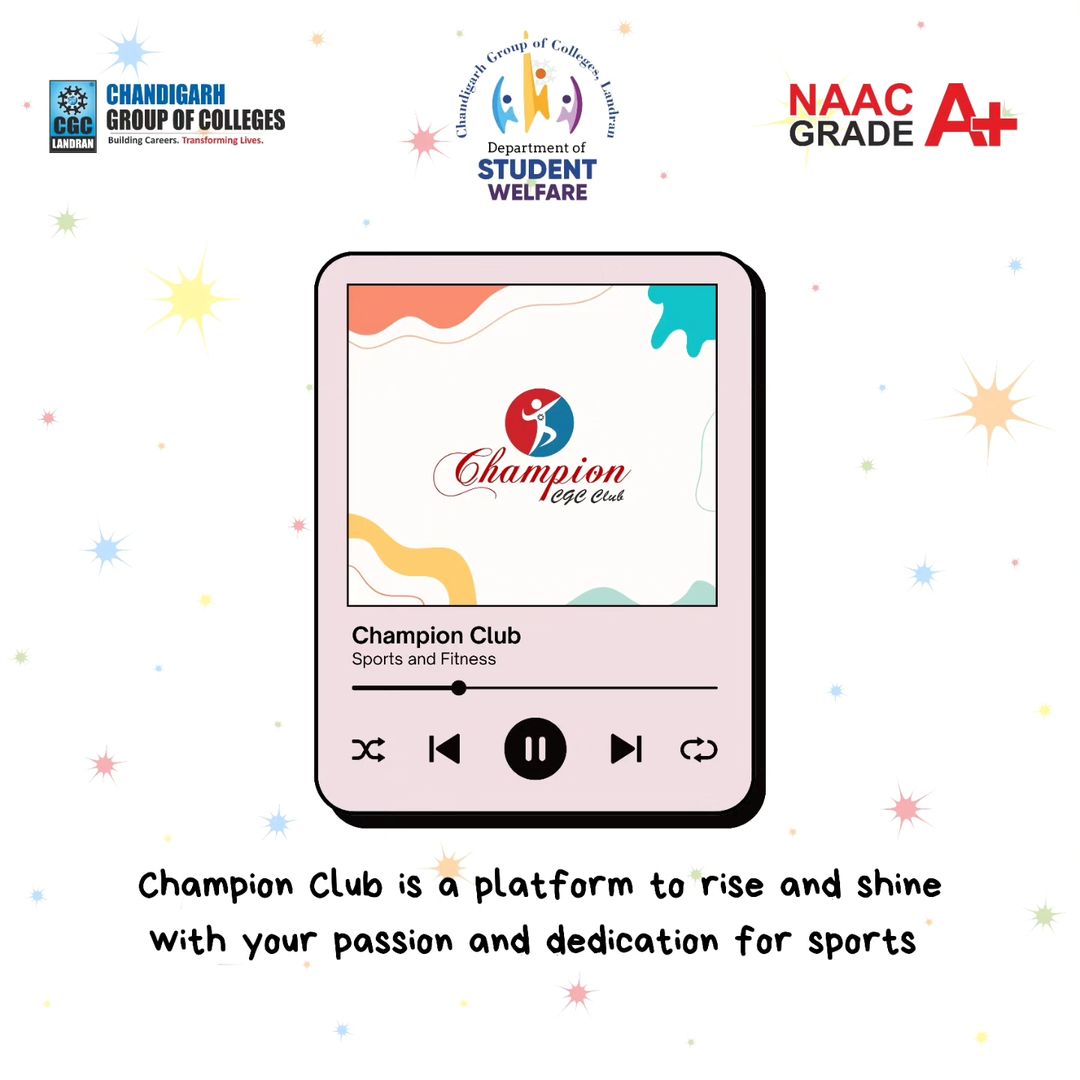 CGC
LANDRAN
CHANDIGARH
GROUP OF COLLEGES
Building Careers. Transforming Lives.
Chandigarh Group of Colleges, Landran
Department of
STUDENT
WELFARE
NAAC
GRADE A+
Champion
CGC Club
Champion Club
Sports and Fitness
Champion Club is a platform to rise and shine
with your passion and dedication for sports